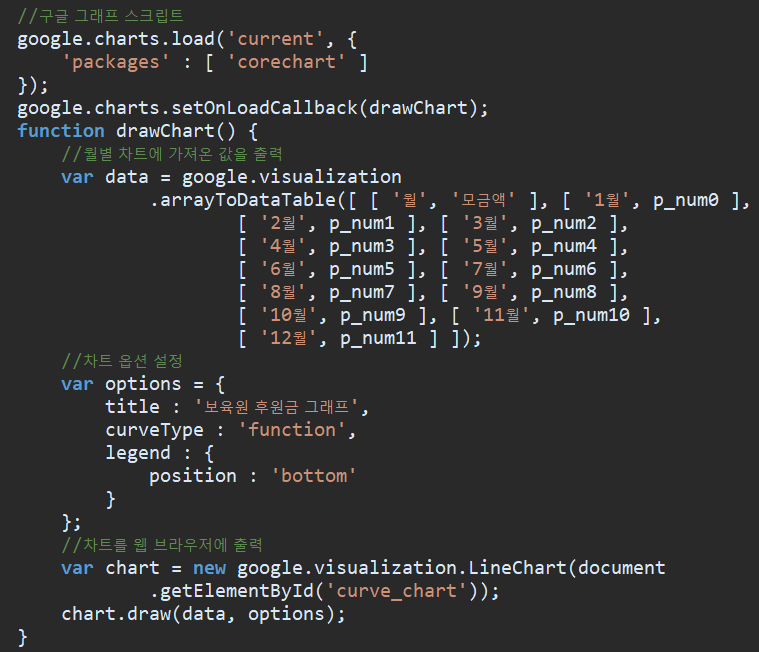 //구글 그래프 스크립트
google.charts.load('current', {
    'packages' : [ 'corechart' ]
});
google.charts.setOnLoadCallback(drawChart);
function drawChart() {
    //월별 차트에 가져온 값을 출력
    var data = google.visualization
            .arrayToDataTable([ [ '월', '모금액' ], [ '1월', p_num0 ],
                    [ '2월', p_num1 ], [ '3월', p_num2 ],
                    [ '4월', p_num3 ], [ '5월', p_num4 ],
                    [ '6월', p_num5 ], [ '7월', p_num6 ],
                    [ '8월', p_num7 ], [ '9월', p_num8 ],
                    [ '10월', p_num9 ], [ '11월', p_num10 ],
                    [ '12월', p_num11 ] ]);
    //차트 옵션 설정
    var options = {
        title : '보육원 후원금 그래프',
        curveType : 'function',
        legend : {
            position : 'bottom'
        }
    };
    //차트를 웹 브라우저에 출력
    var chart = new google.visualization.LineChart(document
            .getElementById('curve_chart'));
    chart.draw(data, options);
}